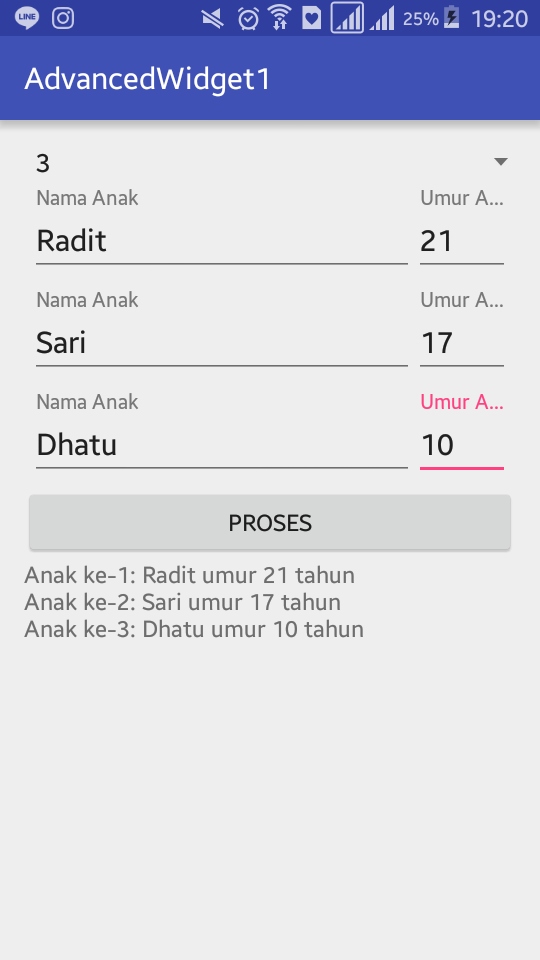 LINE
25%
19:20
AdvancedWidget1
3
Nama Anak
Umur A...
Radit
21
Nama Anak
Umur A...
Sari
17
Nama Anak
Umur A...
Dhatu
10
PROSES
Anak ke-1: Radit umur 21 tahun
Anak ke-2: Sari umur 17 tahun
Anak ke-3: Dhatu umur 10 tahun